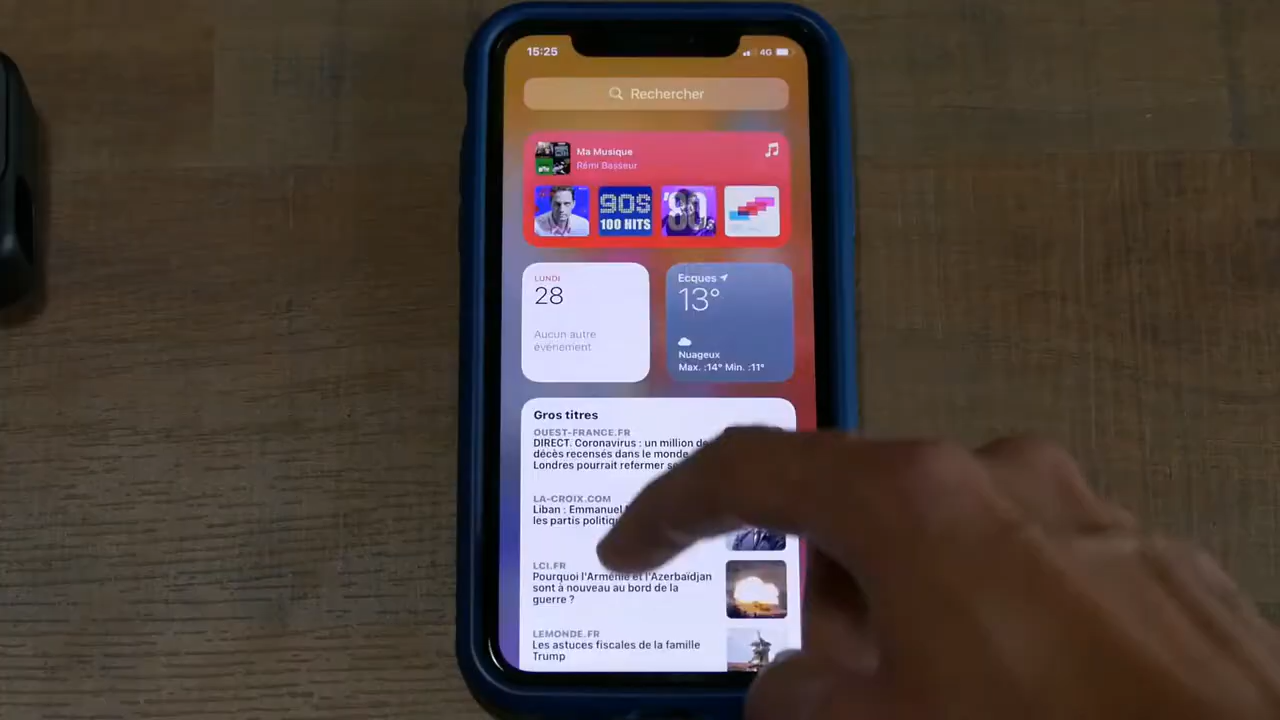 15:25
4G
Rechercher
Ma Musique
Rémi Basseur
90S
100 HITS
'80s
LUNDI
28
Aucun autre
événement
Ecques
13°
Nuageux
Max. :14° Min. :11°
Gros titres
OUEST-FRANCE.FR
DIRECT. Coronavirus : un million de
décès recensés dans le monde
Londres pourrait refermer
LA-CROIX.COM
Liban : Emmanuel
les partis
LCI.FR
Pourquoi l'Arménie et l'Azerbaïdjan
sont à nouveau au bord de la
guerre ?
LEMONDE.FR
Les astuces fiscales de la famille
Trump